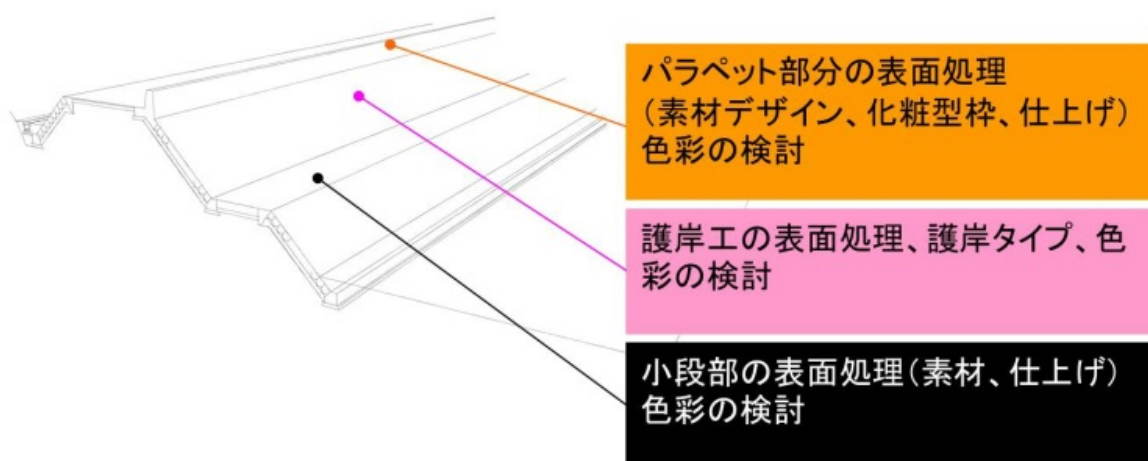 パラペット部分の表面処理
(素材デザイン、化粧型枠、仕上げ)
色彩の検討
護岸工の表面処理、護岸タイプ、色
彩の検討
小段部の表面処理(素材、仕上げ)
色彩の検討